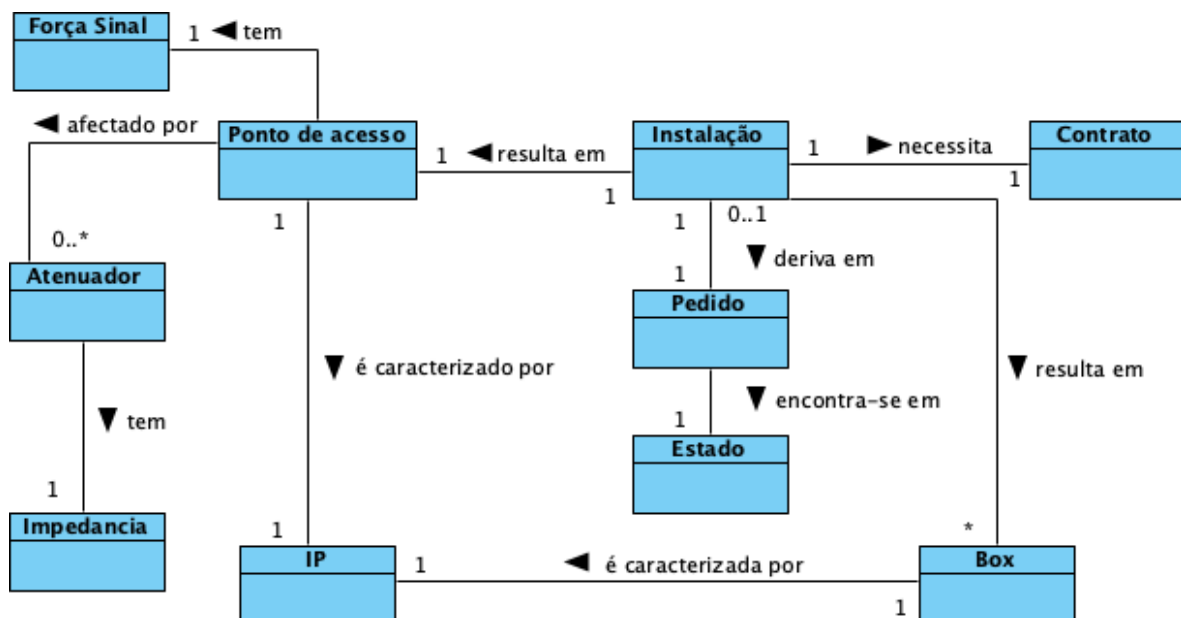 Força Sinal
1 ◀ tem
◀ afectado por
Ponto de acesso
1 ◀ resulta em
1
Instalação
1 ▶ necessita
1
Contrato
0..*
1
1
0..1
Atenuador
▼ deriva em
1
Pedido
▼ é caracterizado por
▼ resulta em
▼ encontra-se em
▼ tem
1
Estado
1
Impedancia
1
*
IP
1 ◀ é caracterizada por
1
Box